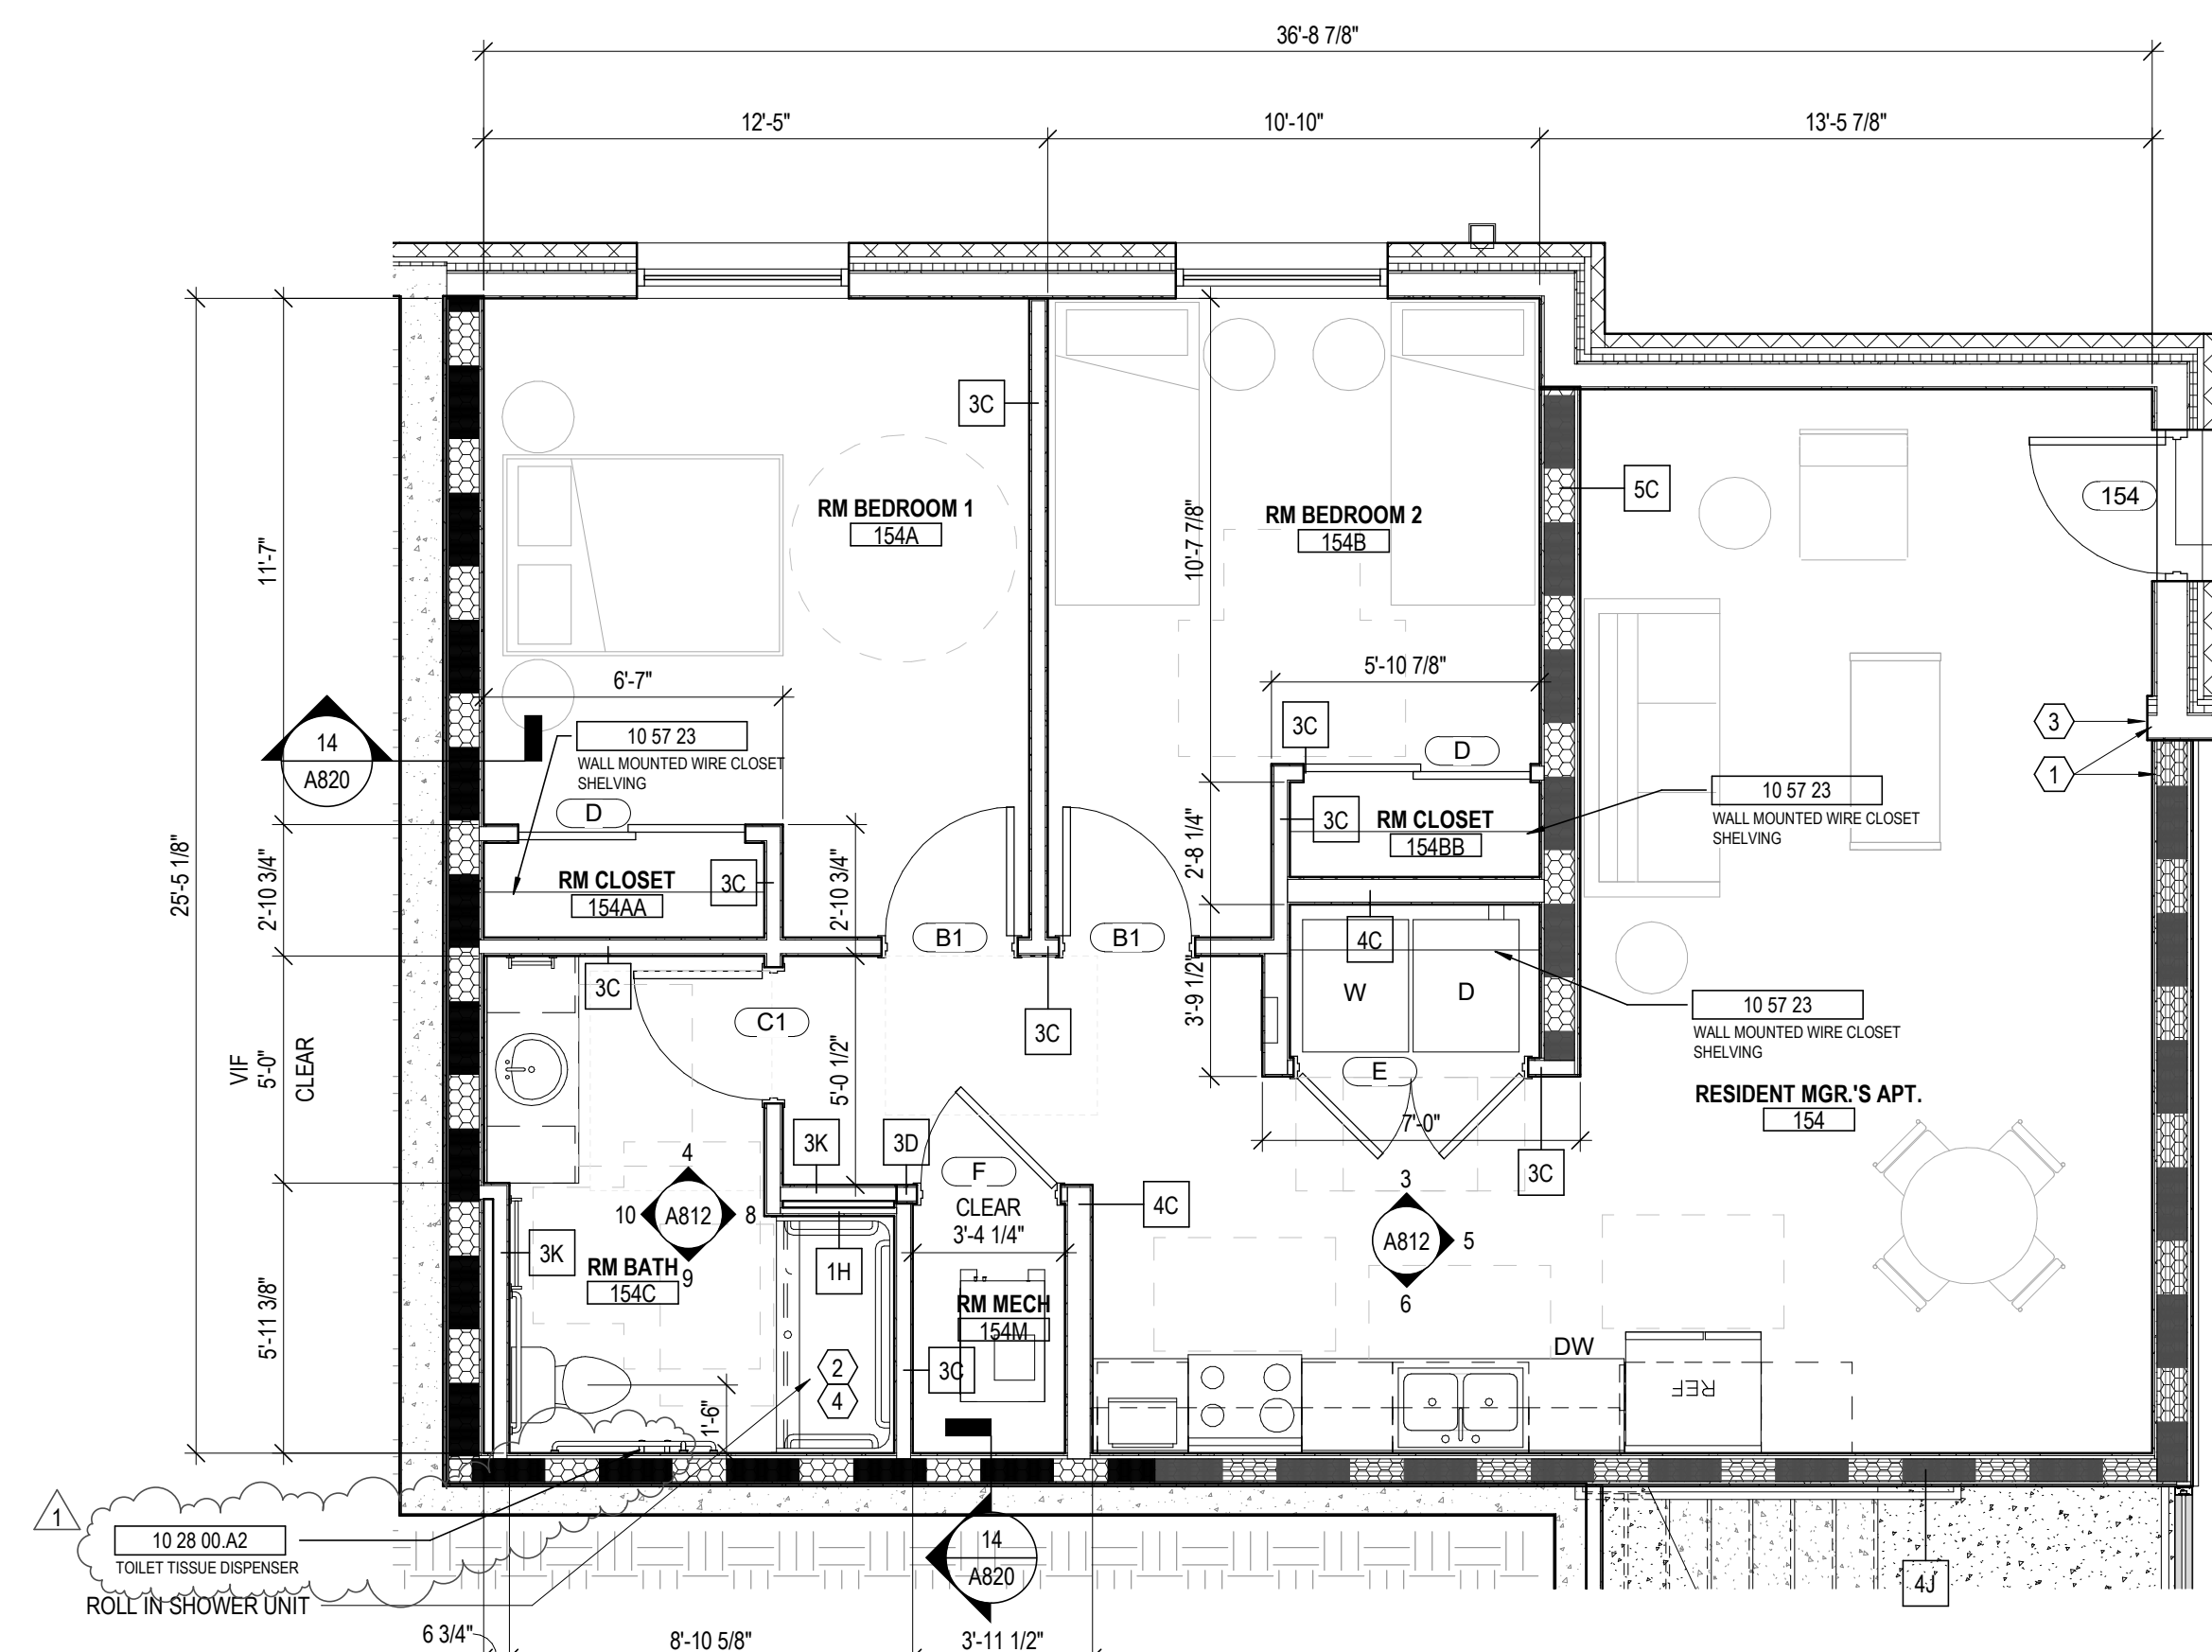 36'-8 7/8"
12'-5"
10'-10"
13'-5 7/8"
3C
RM BEDROOM 1
154A
RM BEDROOM 2
154B
5C
154
11'-7"
10'-7 7/8"
6'-7"
5'-10 7/8"
14
A820
10 57 23
WALL MOUNTED WIRE CLOSET
SHELVING
D
3C
D
3
1
10 57 23
WALL MOUNTED WIRE CLOSET
SHELVING
25'-5 1/8"
2'-10 3/4"
RM CLOSET
154AA
3C
2'-10 3/4"
3C
RM CLOSET
154BB
2'-8 1/4"
B1
B1
4C
3C
C1
3C
3'-9 1/2"
W
D
10 57 23
WALL MOUNTED WIRE CLOSET
SHELVING
VIF
5'-0"
CLEAR
5'-0 1/2"
E
7'-0"
RESIDENT MGR.'S APT.
154
3K
3D
F
3C
CLEAR
3'-4 1/4"
4C
4
10
A812
8
9
3
A812
5
6
3K
RM BATH
154C
1H
RM MECH
154M
5'-11 3/8"
2
4
3C
1'-6"
DW
REF
1
10 28 00.A2
TOILET TISSUE DISPENSER
ROLL IN SHOWER UNIT
14
A820
4J
6 3/4"
8'-10 5/8"
3'-11 1/2"